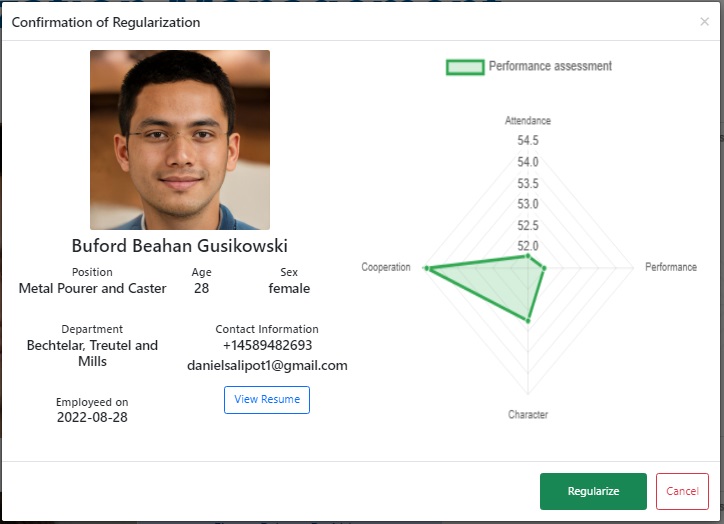 Confirmation of Regularization
×
Buford Beahan Gusikowski
Position
Metal Pourer and Caster
Age
28
Sex
female
Department
Bechtelar, Treutel and
Mills
Contact Information
+14589482693
danielsalipot1@gmail.com
Employeed on
2022-08-28
View Resume
Performance assessment
Attendance
54.5
54.0
53.5
53.0
52.5
52.0
Cooperation
Performance
Character
Regularize
Cancel